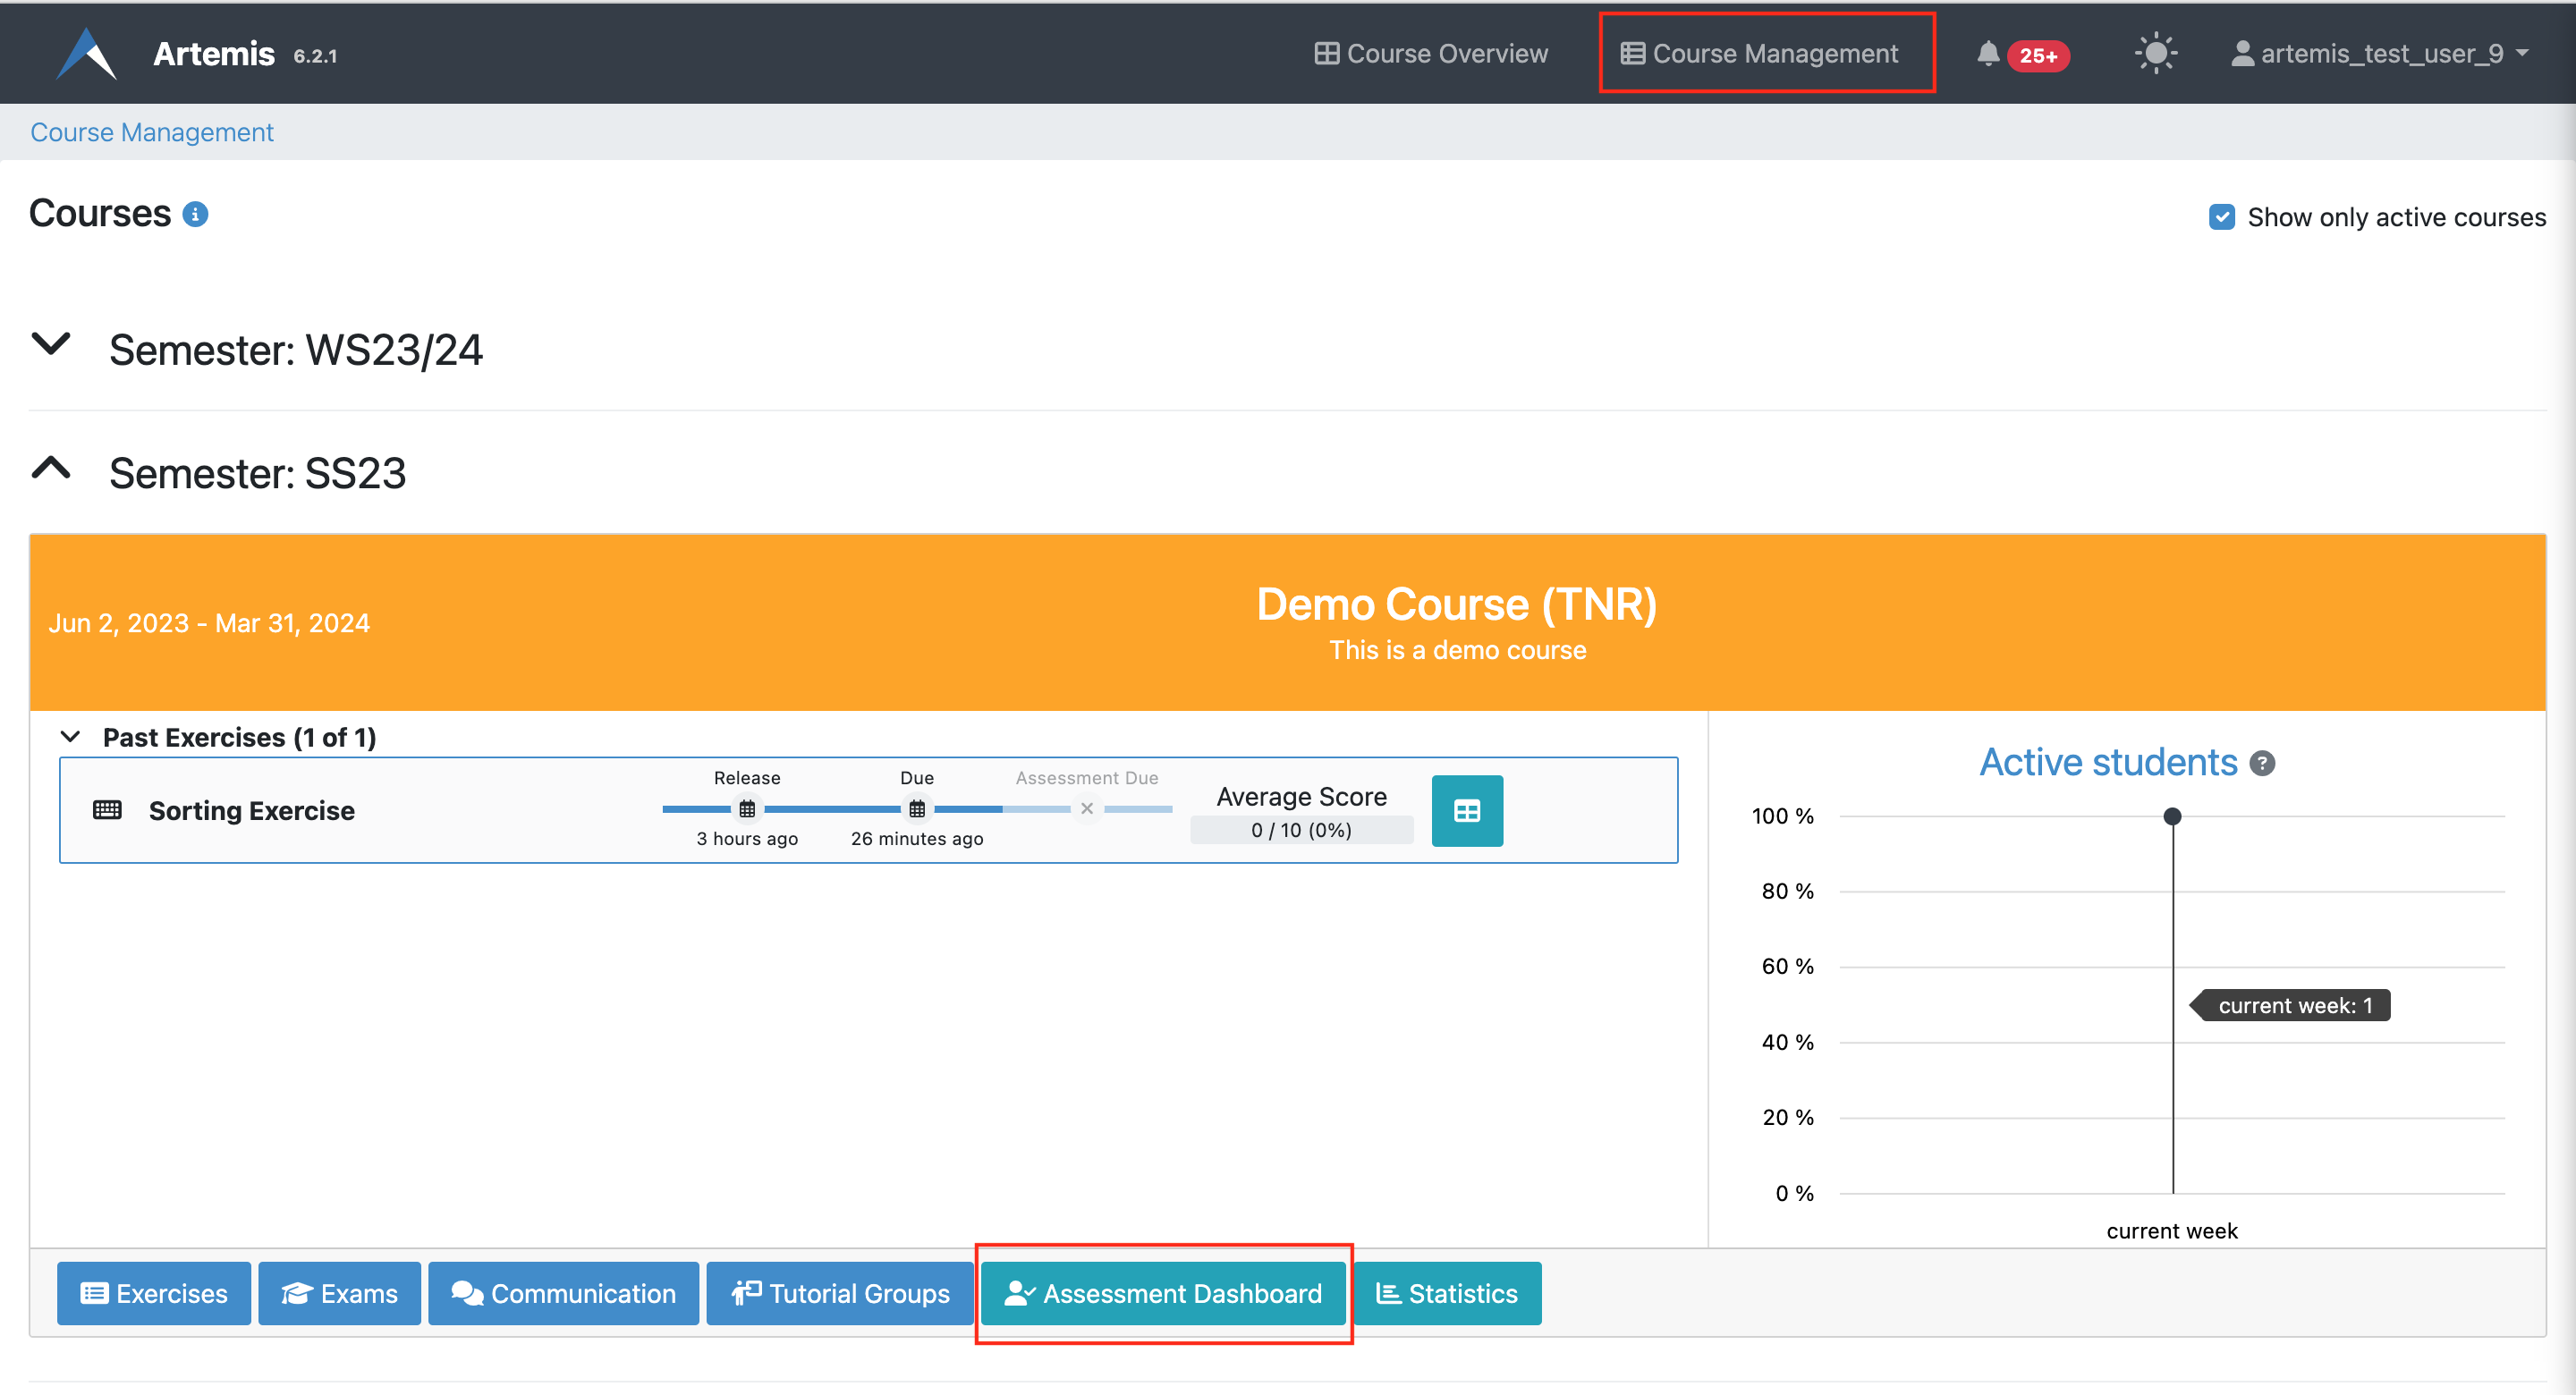 Artemis 6.2.1
Course Overview
Course Management
25+
artemis_test_user_9
Course Management
Courses
Show only active courses
Semester: WS23/24
Semester: SS23
Jun 2, 2023 - Mar 31, 2024
Demo Course (TNR)
This is a demo course
Past Exercises (1 of 1)
Sorting Exercise
Release
3 hours ago
Due
26 minutes ago
Assessment Due
Average Score
0 / 10 (0%)
Active students
100 %
80 %
60 %
40 %
20 %
0 %
current week: 1
current week
Exercises
Exams
Communication
Tutorial Groups
Assessment Dashboard
Statistics